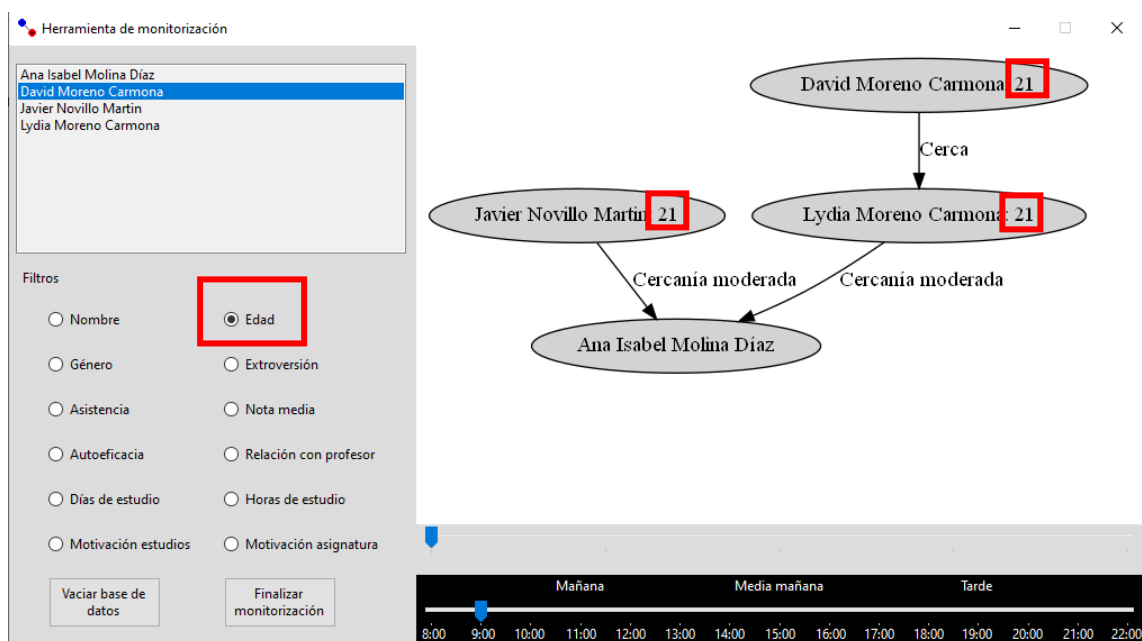 Herramienta de monitorización
Ana Isabel Molina Díaz
David Moreno Carmona
Javier Novillo Martin
Lydia Moreno Carmona
Filtros
Nombre
Edad
Género
Extroversión
Asistencia
Nota media
Autoeficacia
Relación con profesor
Días de estudio
Horas de estudio
Motivación estudios
Motivación asignatura
Vaciar base de
datos
Finalizar
monitorización
David Moreno Carmona 21
Cerca
Javier Novillo Martin 21
Lydia Moreno Carmona: 21
Cercanía moderada
Cercanía moderada
Ana Isabel Molina Díaz
Mañana
Media mañana
Tarde
8:00 9:00 10:00 11:00 12:00 13:00 14:00 15:00 16:00 17:00 18:00 19:00 20:00 21:00 22:00